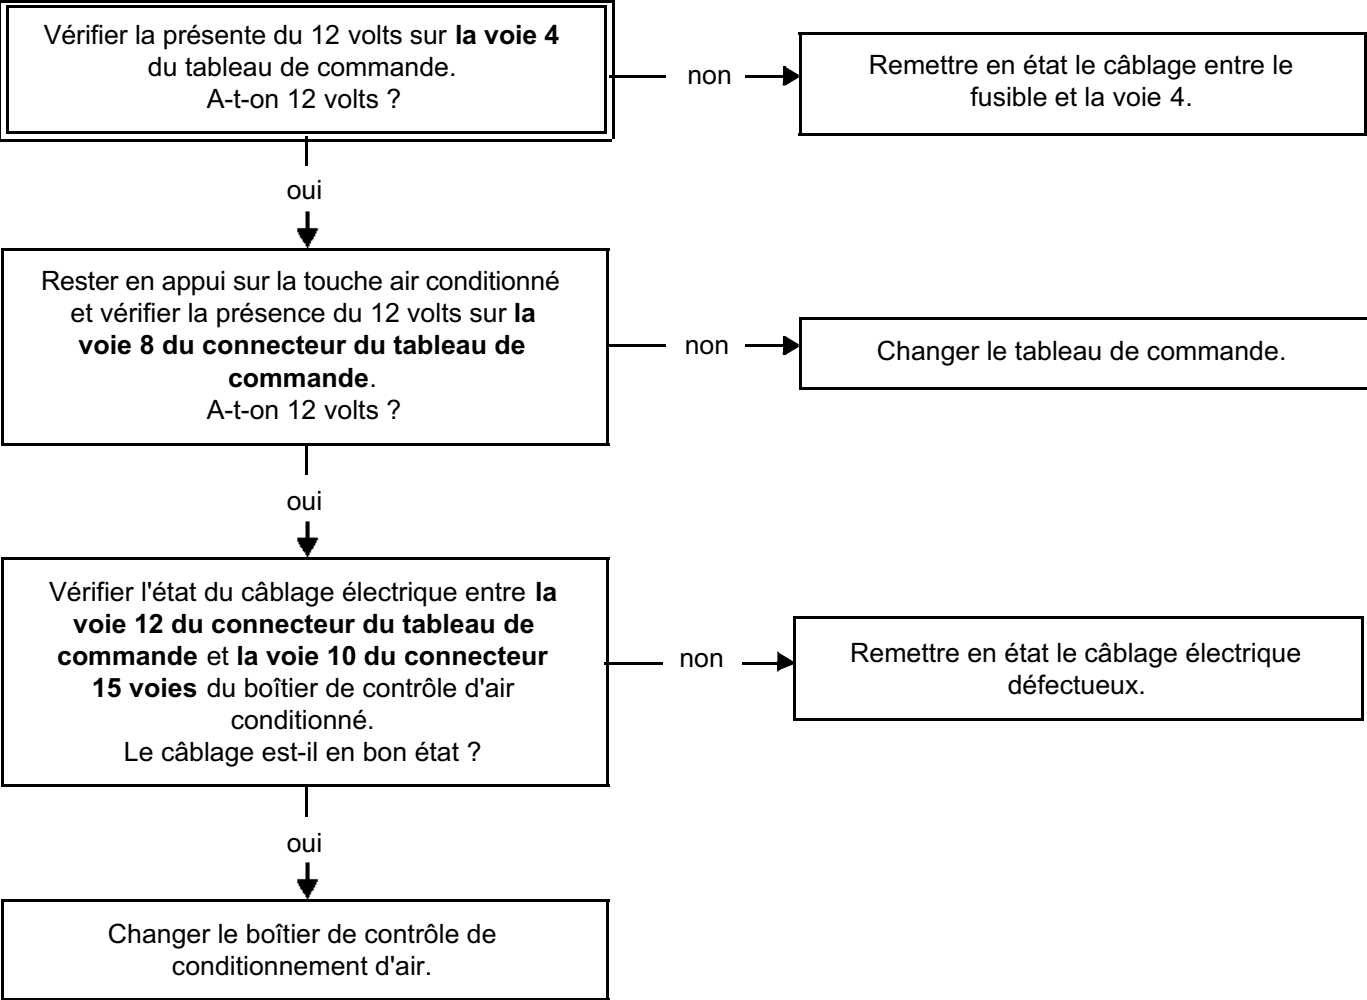 Vérifier la présente du 12 volts sur la voie 4
du tableau de commande.
A-t-on 12 volts ?
non
Remettre en état le câblage entre le
fusible et la voie 4.
oui
Rester en appui sur la touche air conditionné
et vérifier la présence du 12 volts sur la
voie 8 du connecteur du tableau de
commande.
A-t-on 12 volts ?
non
Changer le tableau de commande.
oui
Vérifier l'état du câblage électrique entre la
voie 12 du connecteur du tableau de
commande et la voie 10 du connecteur
15 voies du boîtier de contrôle d'air
conditionné.
Le câblage est-il en bon état ?
non
Remettre en état le câblage électrique
défectueux.
oui
Changer le boîtier de contrôle de
conditionnement d'air.